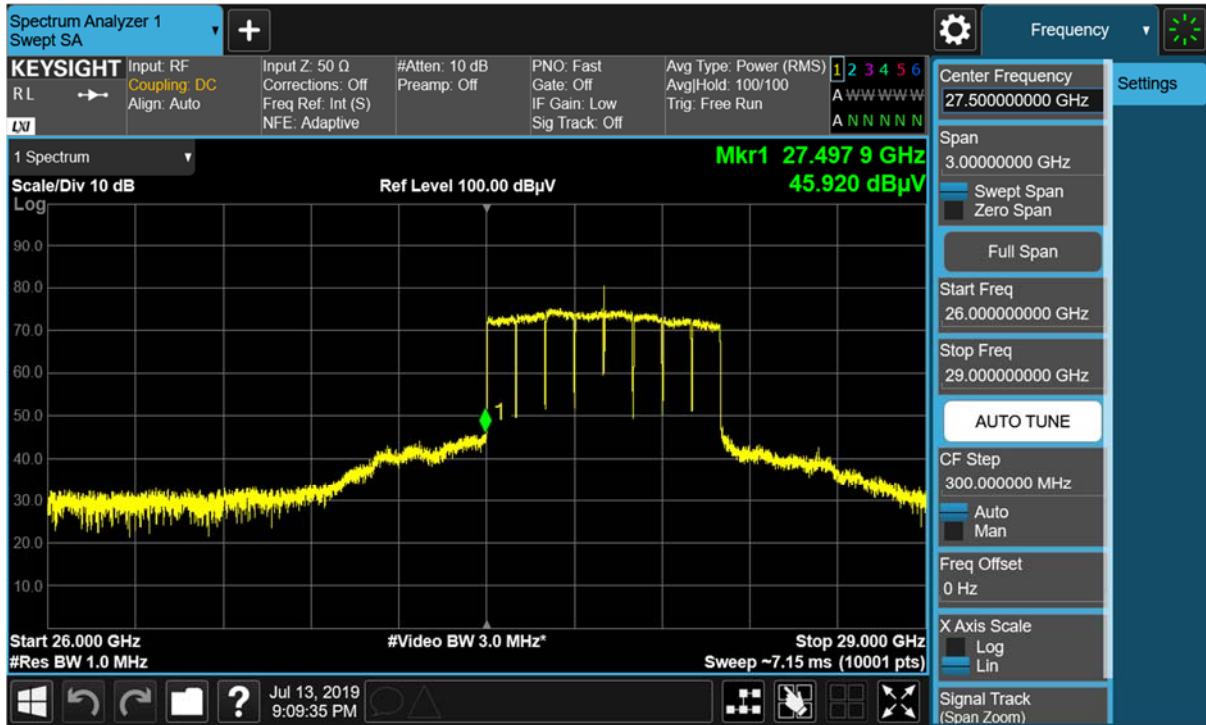 Spectrum Analyzer 1
Swept SA
+
Frequency
KEYSIGHT
RL
LXI
Input: RF
Coupling: DC
Align: Auto
Input Z: 50 Ω
Corrections: Off
Freq Ref: Int (S)
NFE: Adaptive
#Atten: 10 dB
Preamp: Off
PNO: Fast
Gate: Off
IF Gain: Low
Sig Track: Off
Avg Type: Power (RMS)
Avg|Hold: 100/100
Trig: Free Run
1 2 3 4 5 6
A W W W W W
A N N N N N
1 Spectrum
Scale/Div 10 dB
Log
Ref Level 100.00 dBµV
Mkr1 27.497 9 GHz
45.920 dBµV
90.0
80.0
70.0
60.0
50.0
40.0
30.0
20.0
10.0
1
Start 26.000 GHz
#Res BW 1.0 MHz
#Video BW 3.0 MHz*
Stop 29.000 GHz
Sweep ~7.15 ms (10001 pts)
?
Jul 13, 2019
9:09:35 PM
Center Frequency
27.500000000 GHz
Span
3.00000000 GHz
Swept Span
Zero Span
Full Span
Start Freq
26.000000000 GHz
Stop Freq
29.000000000 GHz
AUTO TUNE
CF Step
300.000000 MHz
Auto
Man
Freq Offset
0 Hz
X Axis Scale
Log
Lin
Signal Track
(Span Zoom)
Settings